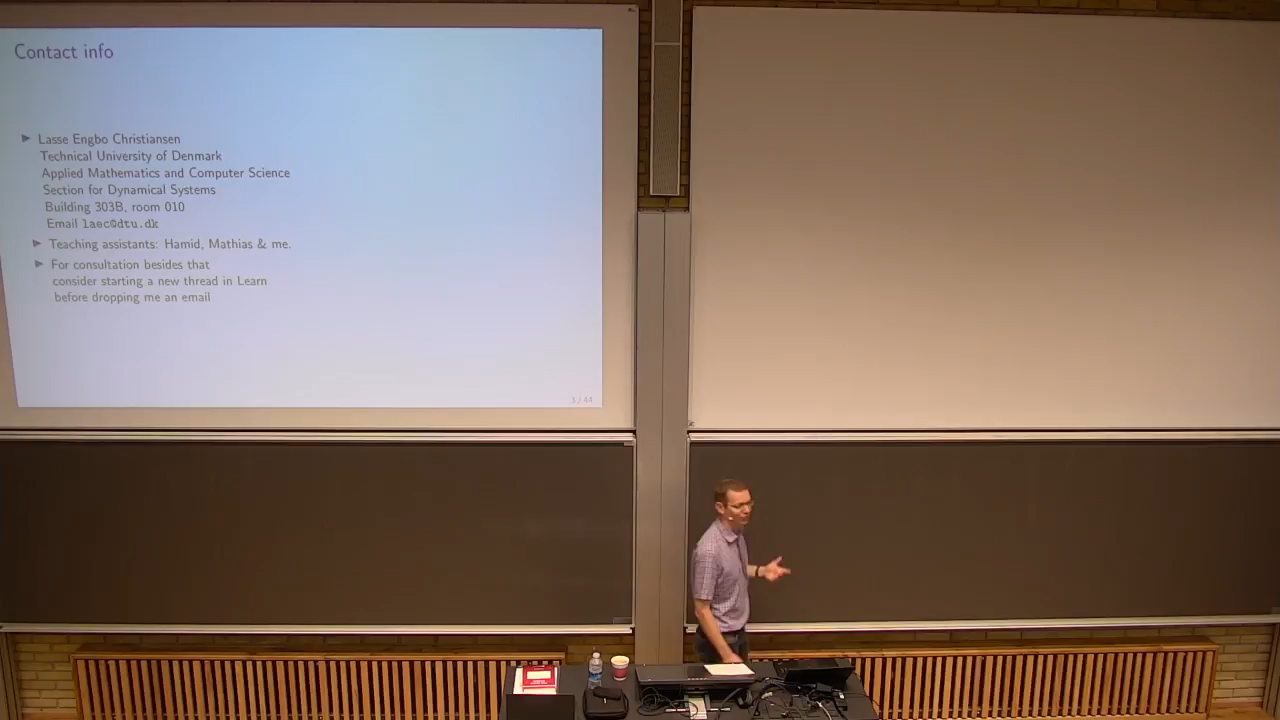 Contact info
▶ Lasse Engbo Christiansen
Technical University of Denmark
Applied Mathematics and Computer Science
Section for Dynamical Systems
Building 303B, room 010
Email laec@dtu.dk
▶ Teaching assistants: Hamid, Mathias & me.
▶ For consultation besides that
consider starting a new thread in Learn
before dropping me an email
3 / 44